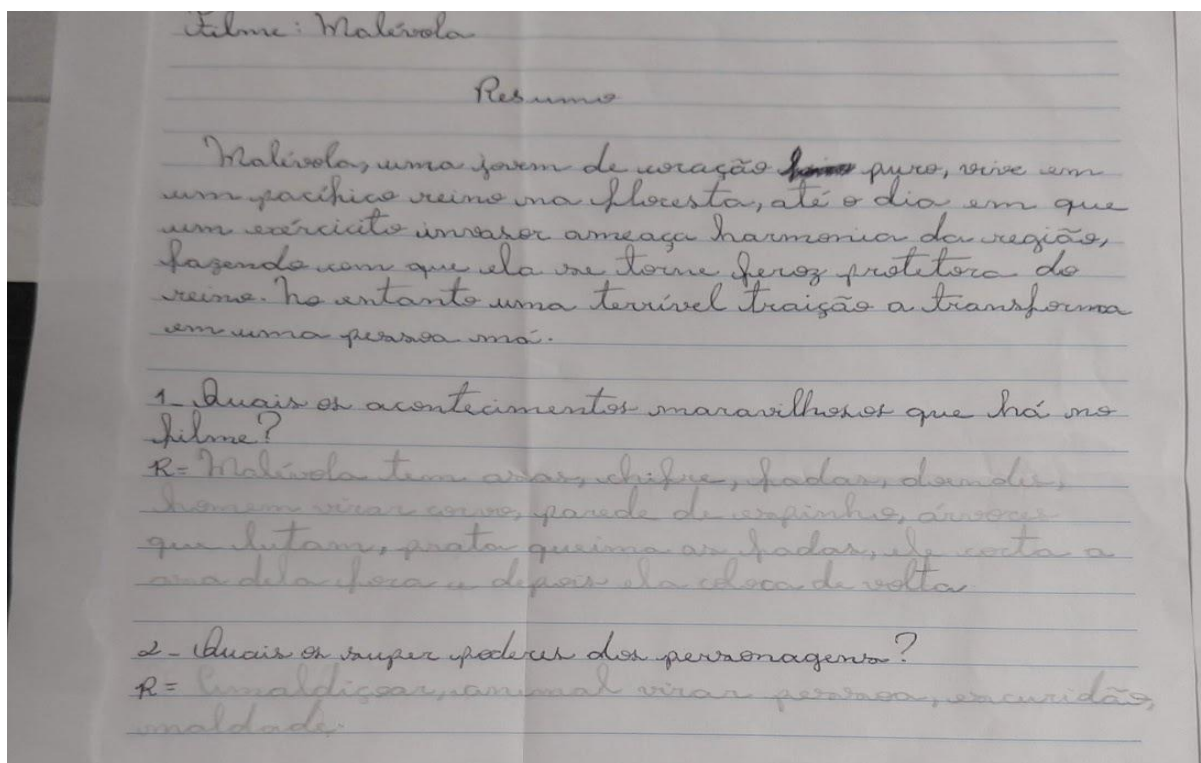 Filme: Malévola
Resumo
Malévola, uma jovem de coração puro, vive em
um pacífico reino na floresta, até o dia em que
um exérciato invasor ameaça harmonia da região,
fazendo com que ela se torne feroz protetora do
reino. No entanto uma terrível traição a transforma
em uma pessoa má.
1- Quais os acontecimentos maravilhosos que há no
filme?
R= Malévola tem asas, chifre, fadas, duendes,
homem virar corvo, parede de espinho, árvores
que lutam, prata queima as fadas, ele corta a
asa dela fora e depois ela coloca de volta
2- Quais os super poderes dos personagens?
R= Amaldiçoar, animal virar pessoa, escuridão,
maldade.